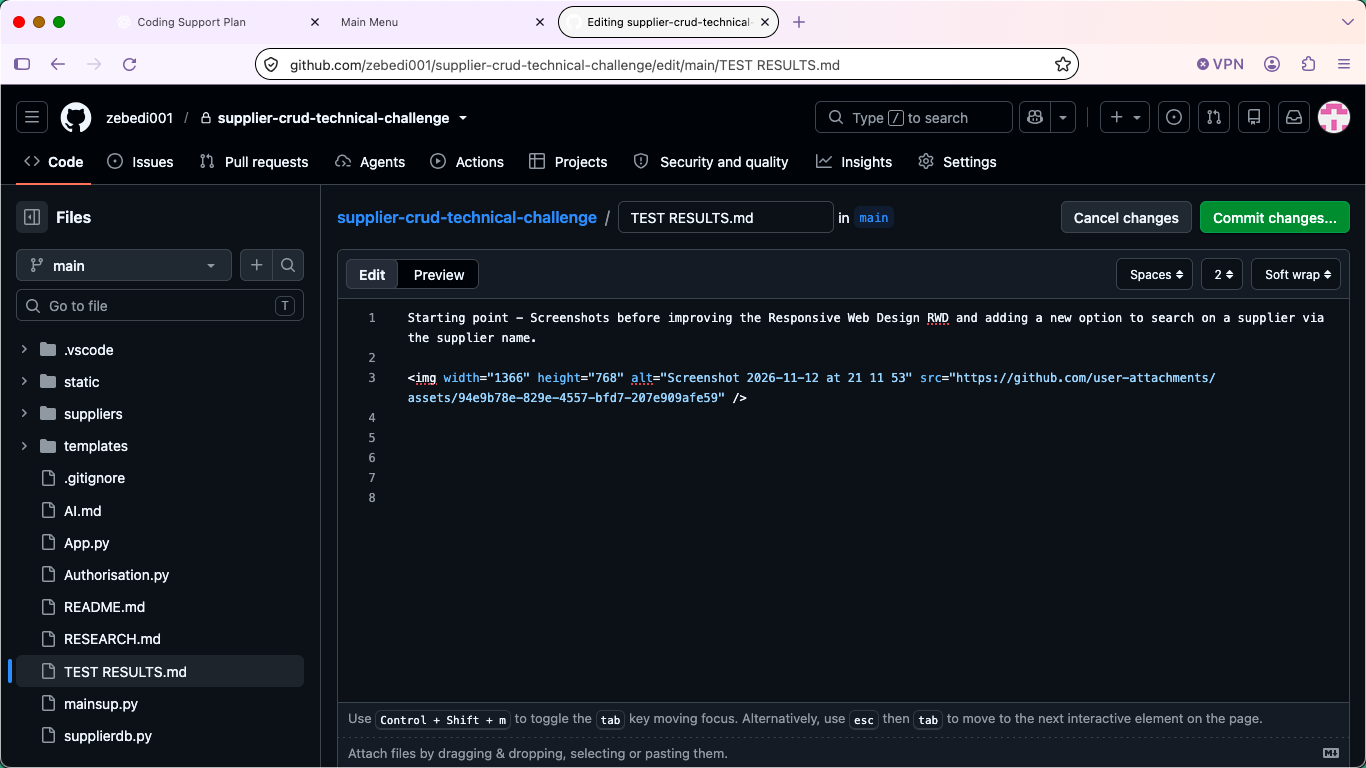 Coding Support Plan
Main Menu
Editing supplier-crud-technical-
github.com/zebedi001/supplier-crud-technical-challenge/edit/main/TEST RESULTS.md
VPN
zebedi001 / supplier-crud-technical-challenge
Type / to search
Code
Issues
Pull requests
Agents
Actions
Projects
Security and quality
Insights
Settings
Files
main
Go to file
T
.vscode
static
suppliers
templates
.gitignore
AI.md
App.py
Authorisation.py
README.md
RESEARCH.md
TEST RESULTS.md
mainsup.py
supplierdb.py
supplier-crud-technical-challenge / TEST RESULTS.md in main
Cancel changes
Commit changes...
Edit
Preview
Spaces
2
Soft wrap
1 Starting point – Screenshots before improving the Responsive Web Design RWD and adding a new option to search on a supplier via
the supplier name.
2
3 <img width="1366" height="768" alt="Screenshot 2026-11-12 at 21 11 53" src="https://github.com/user-attachments/
assets/94e9b78e-829e-4557-bfd7-207e909afe59" />
4
5
6
7
8
Use Control + Shift + m to toggle the tab key moving focus. Alternatively, use esc then tab to move to the next interactive element on the page.
Attach files by dragging & dropping, selecting or pasting them.